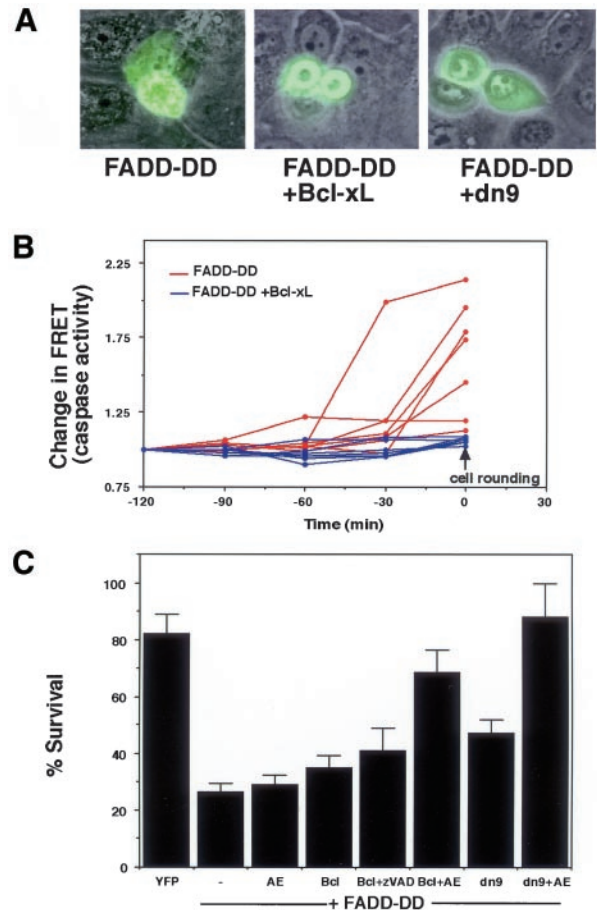 A
FADD-DD
FADD-DD
+Bcl-xL
FADD-DD
+dn9
B
2.25
1.75
1.25
0.75
Change in FRET
(caspase activity)
FADD-DD
FADD-DD +Bcl-xL
cell rounding
-120
-90
-60
-30
0
30
Time (min)
C
100
80
60
40
20
0
% Survival
YFP
-
AE
Bcl
Bcl+zVAD
Bcl+AE
dn9
dn9+AE
+ FADD-DD